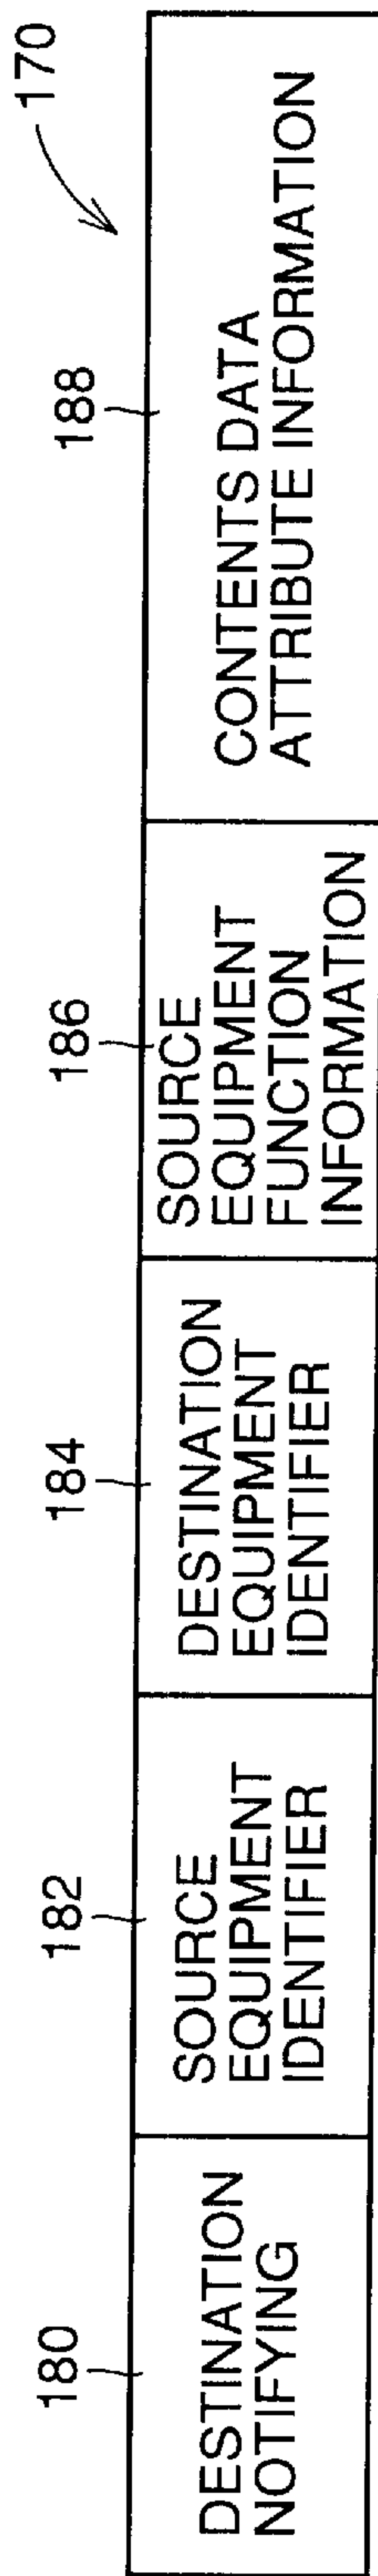 170
180
DESTINATION
NOTIFYING
182
SOURCE
EQUIPMENT
IDENTIFIER
184
DESTINATION
EQUIPMENT
IDENTIFIER
186
SOURCE
EQUIPMENT
FUNCTION
INFORMATION
188
CONTENTS DATA
ATTRIBUTE INFORMATION